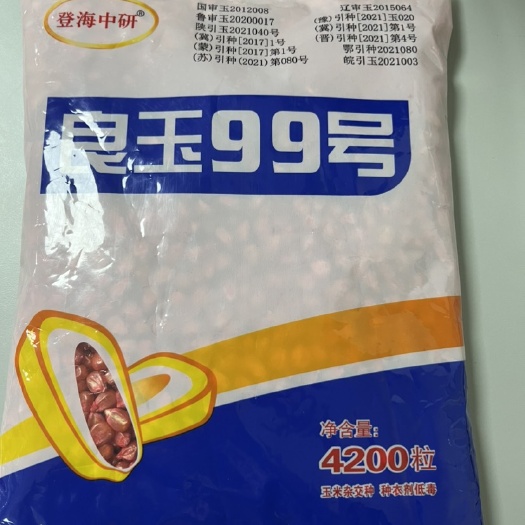 登海中研
国审玉2012008
鲁审玉20200017
陕引玉2021040号
(冀)引种[2017]1号
(蒙)引种[2017]第1号
(苏)引种(2021)第080号
辽审玉2015064
(豫)引种[2021]玉020
(冀)引种[2021]第1号
(晋)引种[2021]第4号
鄂引种2021080
皖引玉2021003
良玉99号
净含量:
4200粒
玉米杂交种 种衣剂低毒